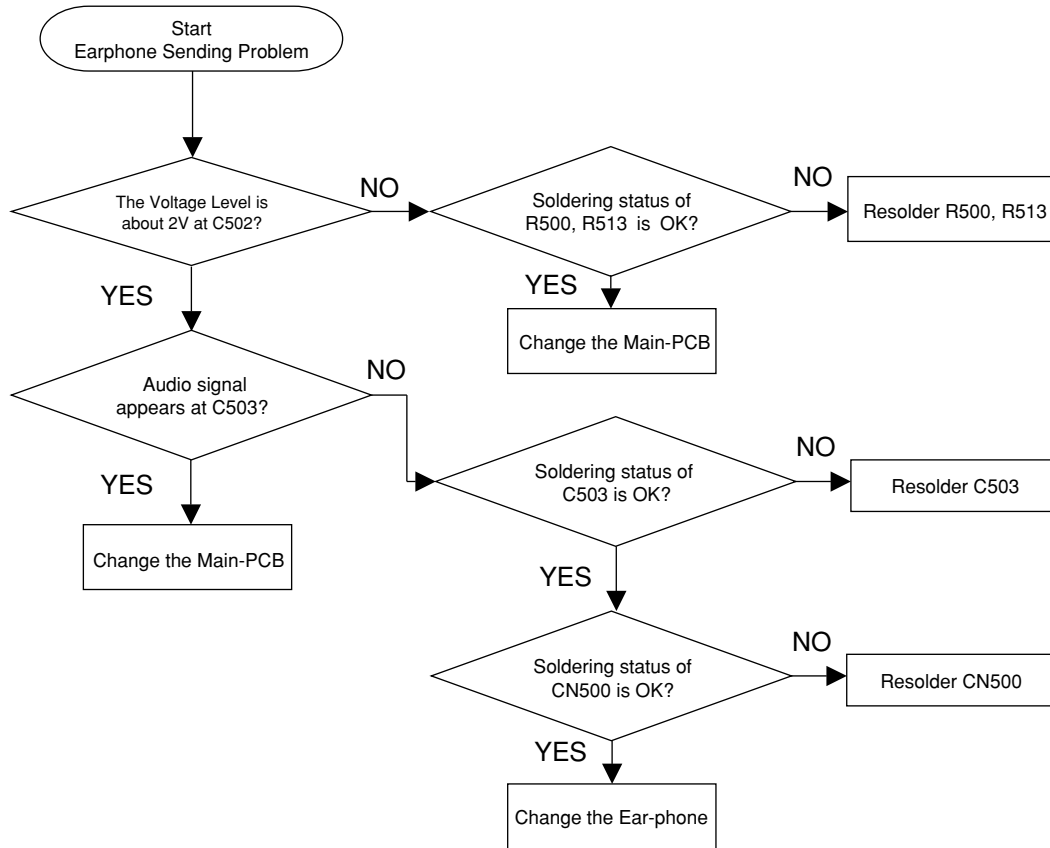 Start
Earphone Sending Problem
The Voltage Level is
about 2V at C502?
NO
Soldering status of
R500, R513 is OK?
NO
Resolder R500, R513
YES
YES
Change the Main-PCB
Audio signal
appears at C503?
NO
YES
Change the Main-PCB
Soldering status of
C503 is OK?
NO
Resolder C503
YES
Soldering status of
CN500 is OK?
NO
Resolder CN500
YES
Change the Ear-phone